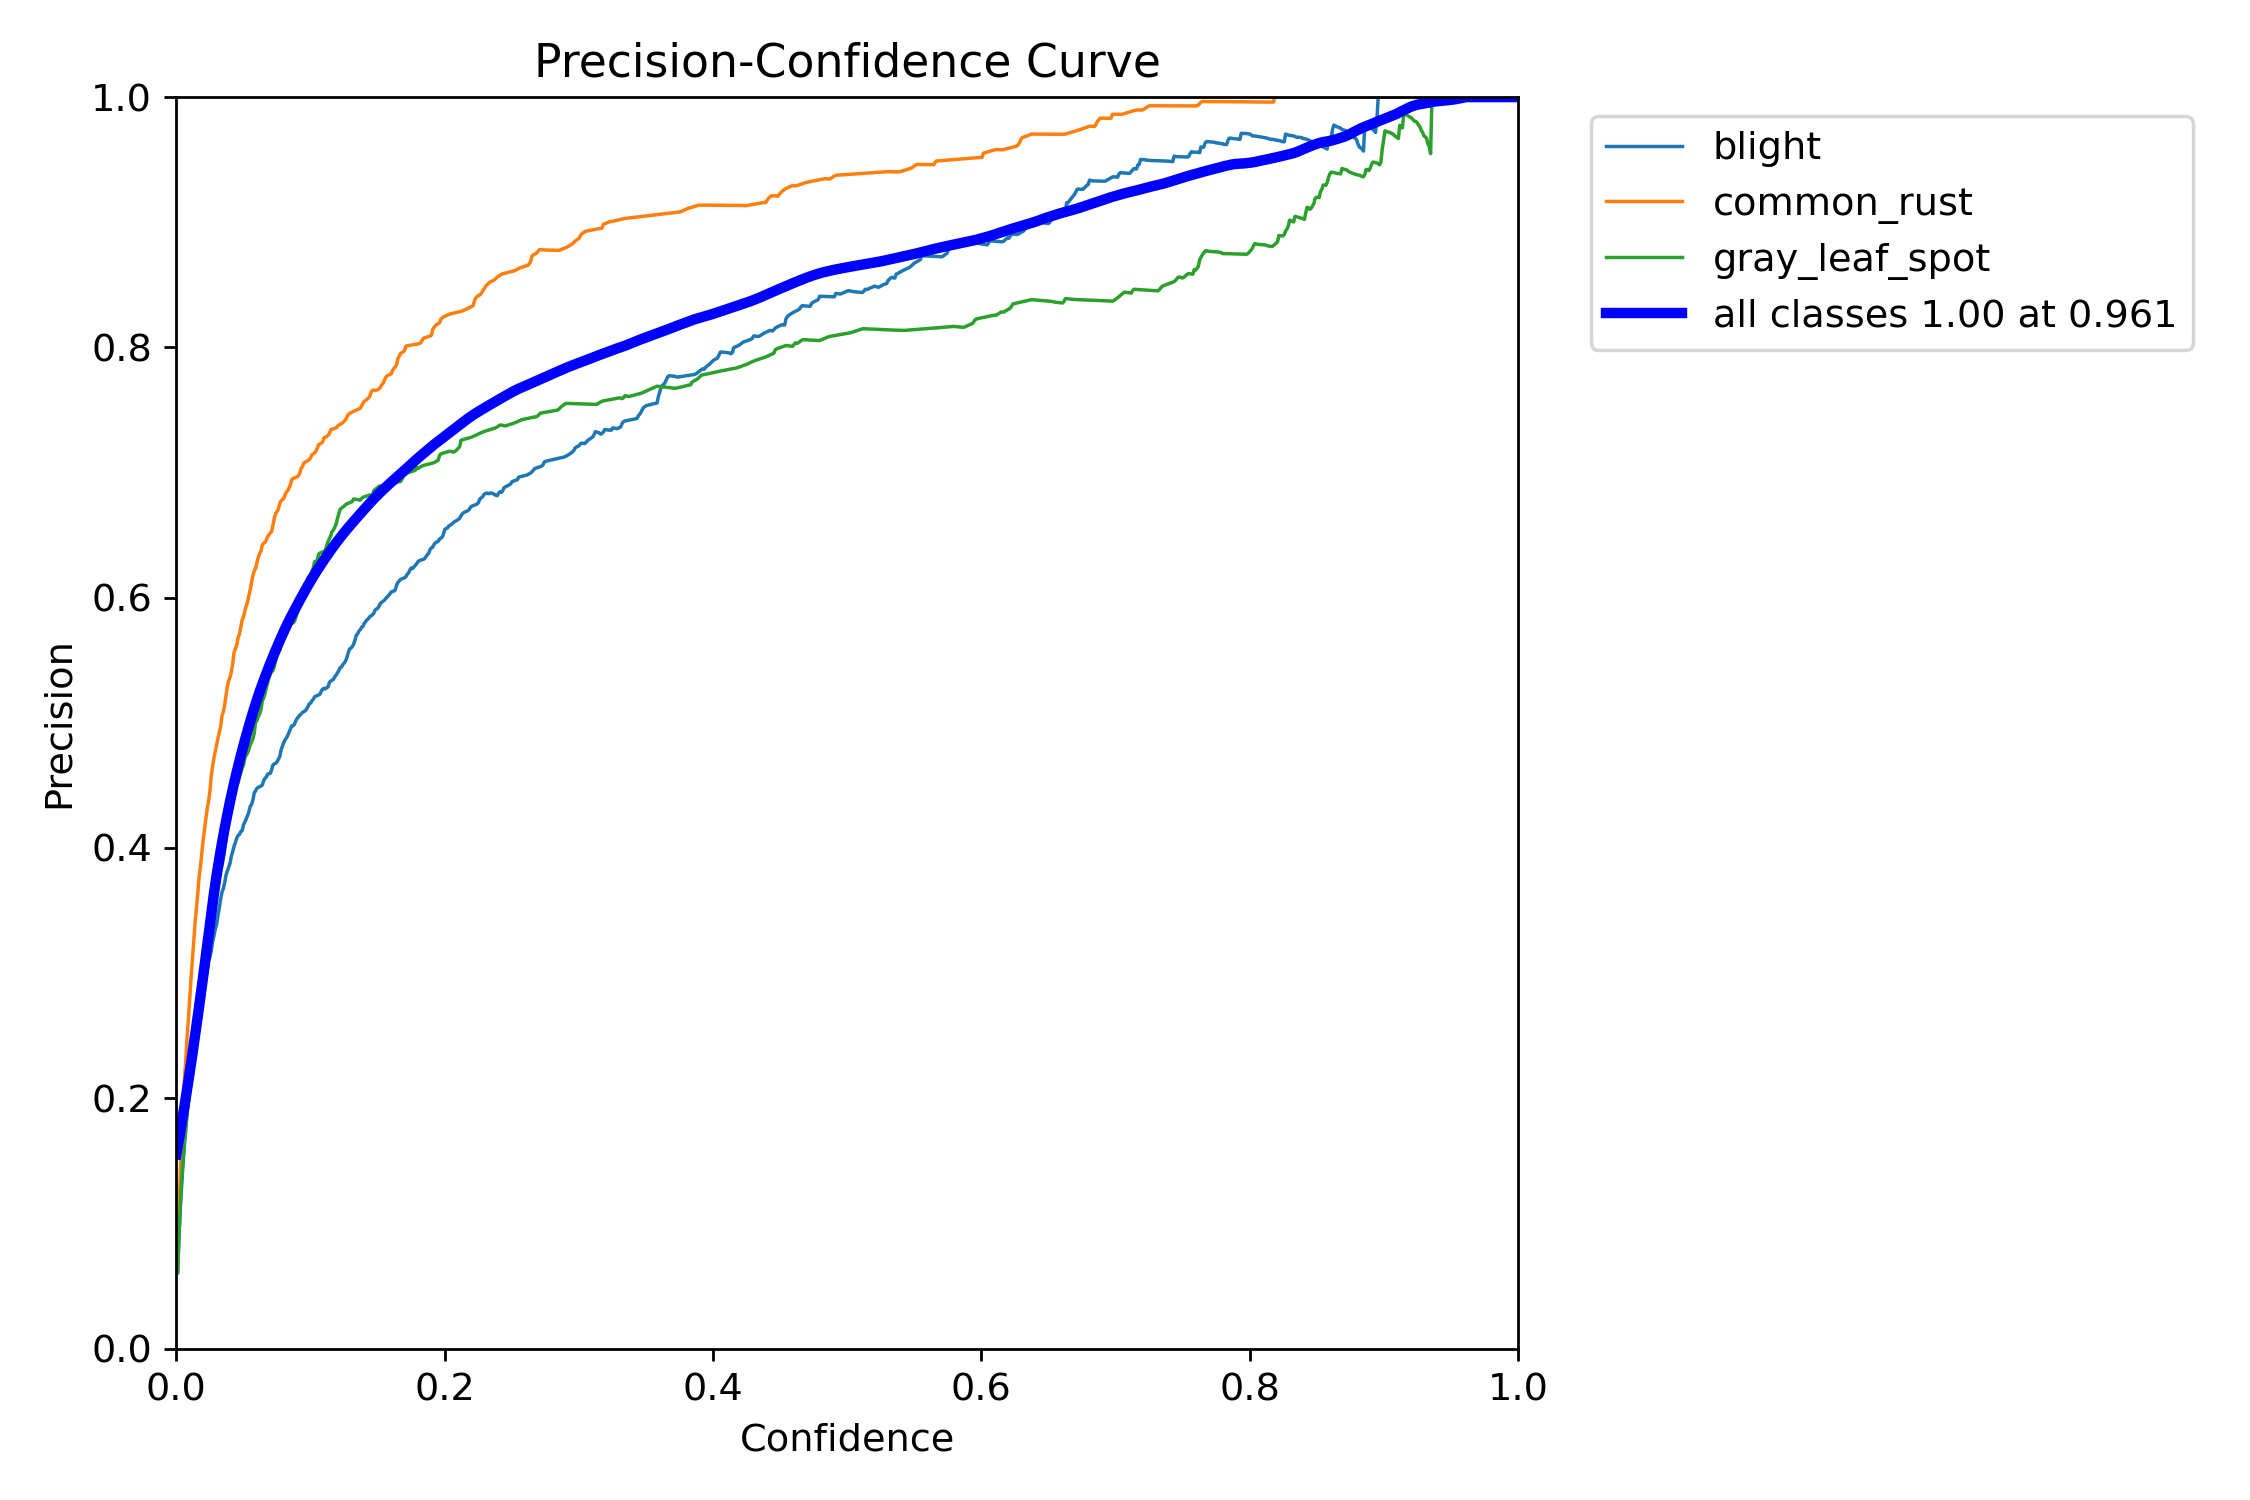 Precision-Confidence Curve
1.0
0.8
0.6
0.4
0.2
0.0
Precision
0.0 0.2 0.4 0.6 0.8 1.0
Confidence
blight
common_rust
gray_leaf_spot
all classes 1.00 at 0.961